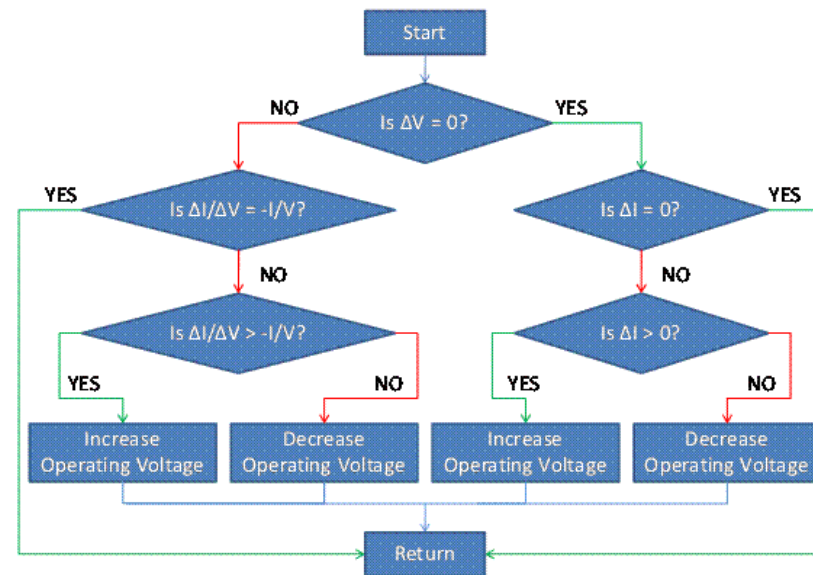 Start
NO
Is ΔV = 0?
YES
YES
Is ΔI/ΔV = -I/V?
Is ΔI = 0?
YES
NO
NO
Is ΔI/ΔV > -I/V?
Is ΔI > 0?
YES
NO
YES
NO
Increase
Operating Voltage
Decrease
Operating Voltage
Increase
Operating Voltage
Decrease
Operating Voltage
Return